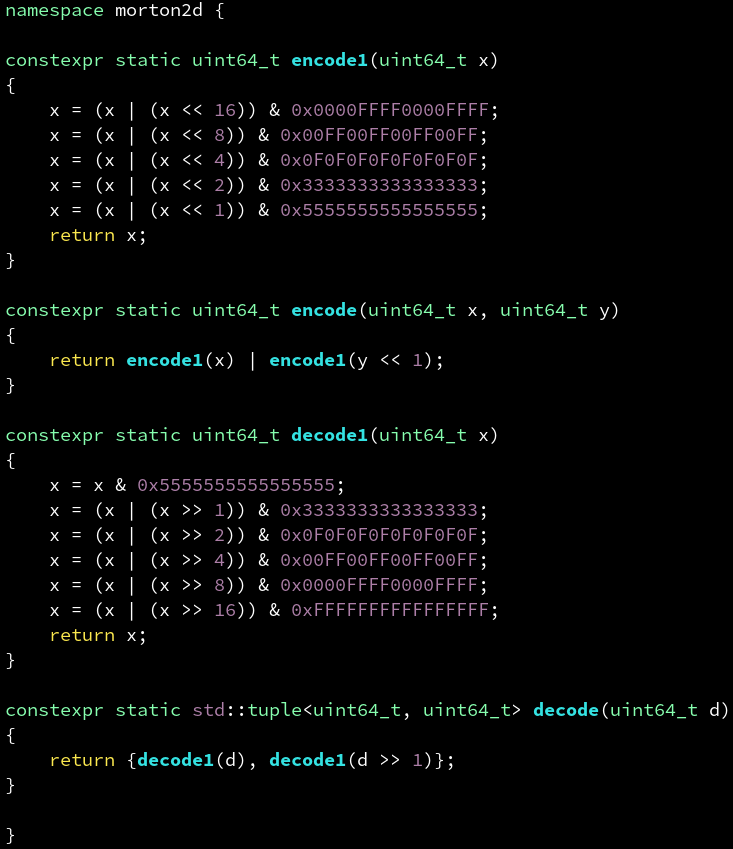 namespace morton2d {

constexpr static uint64_t encode1(uint64_t x)
{
    x = (x | (x << 16)) & 0x0000FFFF0000FFFF;
    x = (x | (x << 8)) & 0x00FF00FF00FF00FF;
    x = (x | (x << 4)) & 0x0F0F0F0F0F0F0F0F;
    x = (x | (x << 2)) & 0x3333333333333333;
    x = (x | (x << 1)) & 0x5555555555555555;
    return x;
}

constexpr static uint64_t encode(uint64_t x, uint64_t y)
{
    return encode1(x) | encode1(y << 1);
}

constexpr static uint64_t decode1(uint64_t x)
{
    x = x & 0x5555555555555555;
    x = (x | (x >> 1)) & 0x3333333333333333;
    x = (x | (x >> 2)) & 0x0F0F0F0F0F0F0F0F;
    x = (x | (x >> 4)) & 0x00FF00FF00FF00FF;
    x = (x | (x >> 8)) & 0x0000FFFF0000FFFF;
    x = (x | (x >> 16)) & 0xFFFFFFFFFFFFFFFF;
    return x;
}

constexpr static std::tuple<uint64_t, uint64_t> decode(uint64_t d)
{
    return {decode1(d), decode1(d >> 1)};
}

}